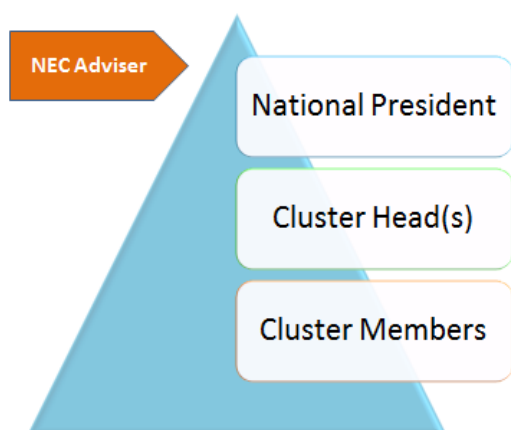 NEC Adviser
National President
Cluster Head(s)
Cluster Members